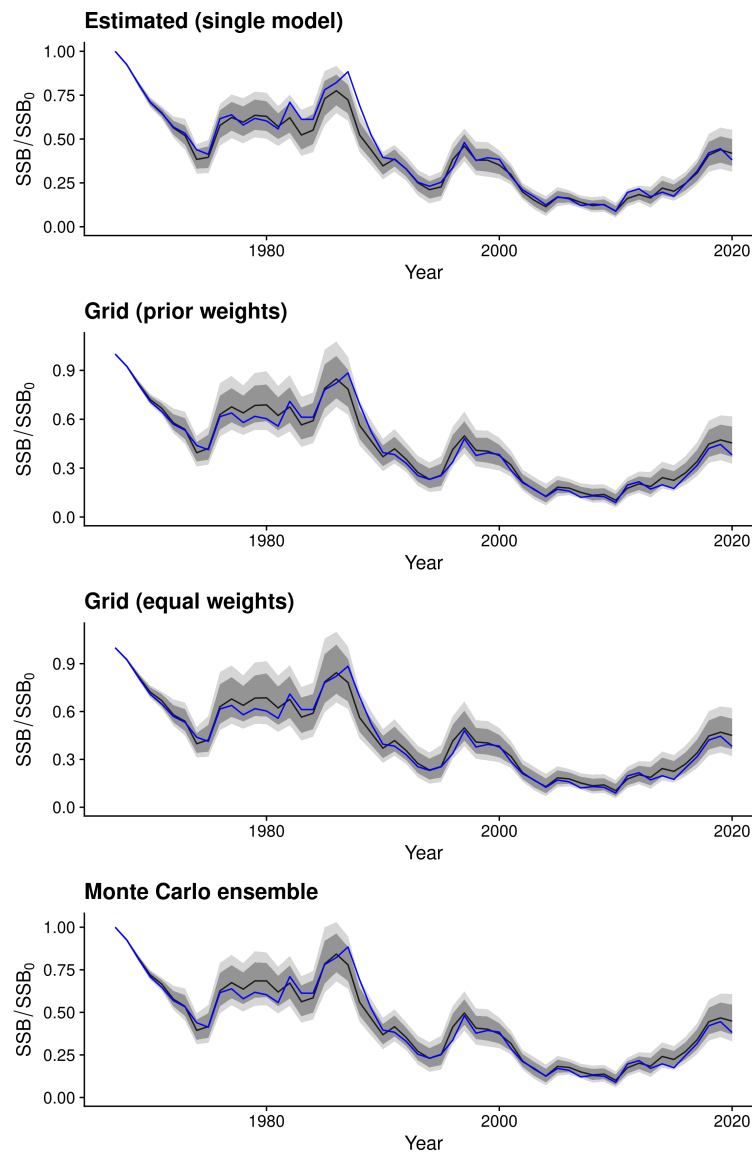 Estimated (single model)
1.00
0.75
0.50
0.25
0.00
SSB/SSB₀
1980
2000
2020
Year
Grid (prior weights)
0.9
0.6
0.3
0.0
SSB/SSB₀
1980
2000
2020
Year
Grid (equal weights)
0.9
0.6
0.3
0.0
SSB/SSB₀
1980
2000
2020
Year
Monte Carlo ensemble
1.00
0.75
0.50
0.25
0.00
SSB/SSB₀
1980
2000
2020
Year